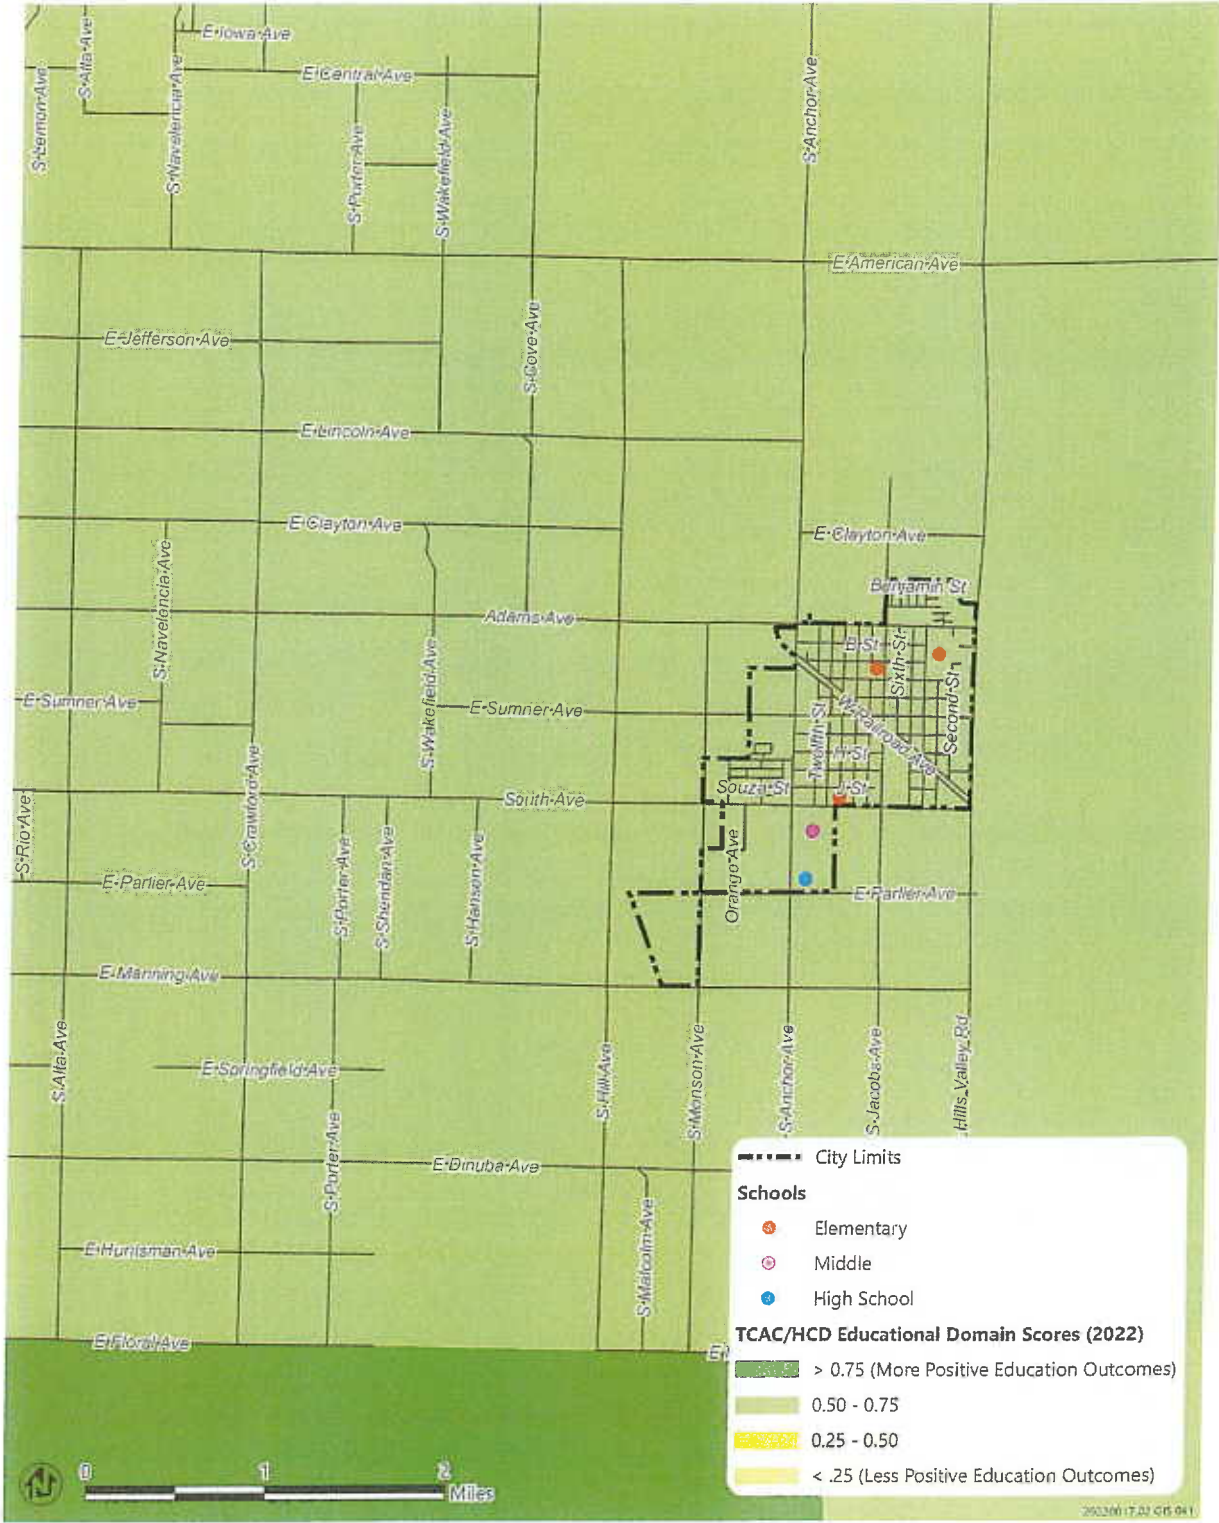 E Iowa Ave
S Alta Ave
E Central Ave
S Lemon Ave
S Navelencia Ave
S Porter Ave
S Wakefield Ave
S Anchor Ave
E American Ave
E Jefferson Ave
S Cove Ave
E Lincoln Ave
E Clayton Ave
E Clayton Ave
Benjamin St
S Navelencia Ave
Adams Ave
B St
Sixth St
S Wakefield Ave
E Sumner Ave
E Sumner Ave
Second St
Twelfth St
W Railroad Ave
H St
S Crawford Ave
Souza St
J St
South Ave
S Rio Ave
S Porter Ave
S Sheridan Ave
S Hanson Ave
Orange Ave
E Parlier Ave
E Parlier Ave
E Manning Ave
S Alta Ave
S Hill Ave
S Monson Ave
S Anchor Ave
S Jacobs Ave
Hills Valley Rd
E Springfield Ave
S Porter Ave
E Dinuba Ave
S Malcolm Ave
E Huntsman Ave
E Floral Ave
City Limits
Schools
Elementary
Middle
High School
TCAC/HCD Educational Domain Scores (2022)
> 0.75 (More Positive Education Outcomes)
0.50 - 0.75
0.25 - 0.50
< .25 (Less Positive Education Outcomes)
0 1 2
Miles